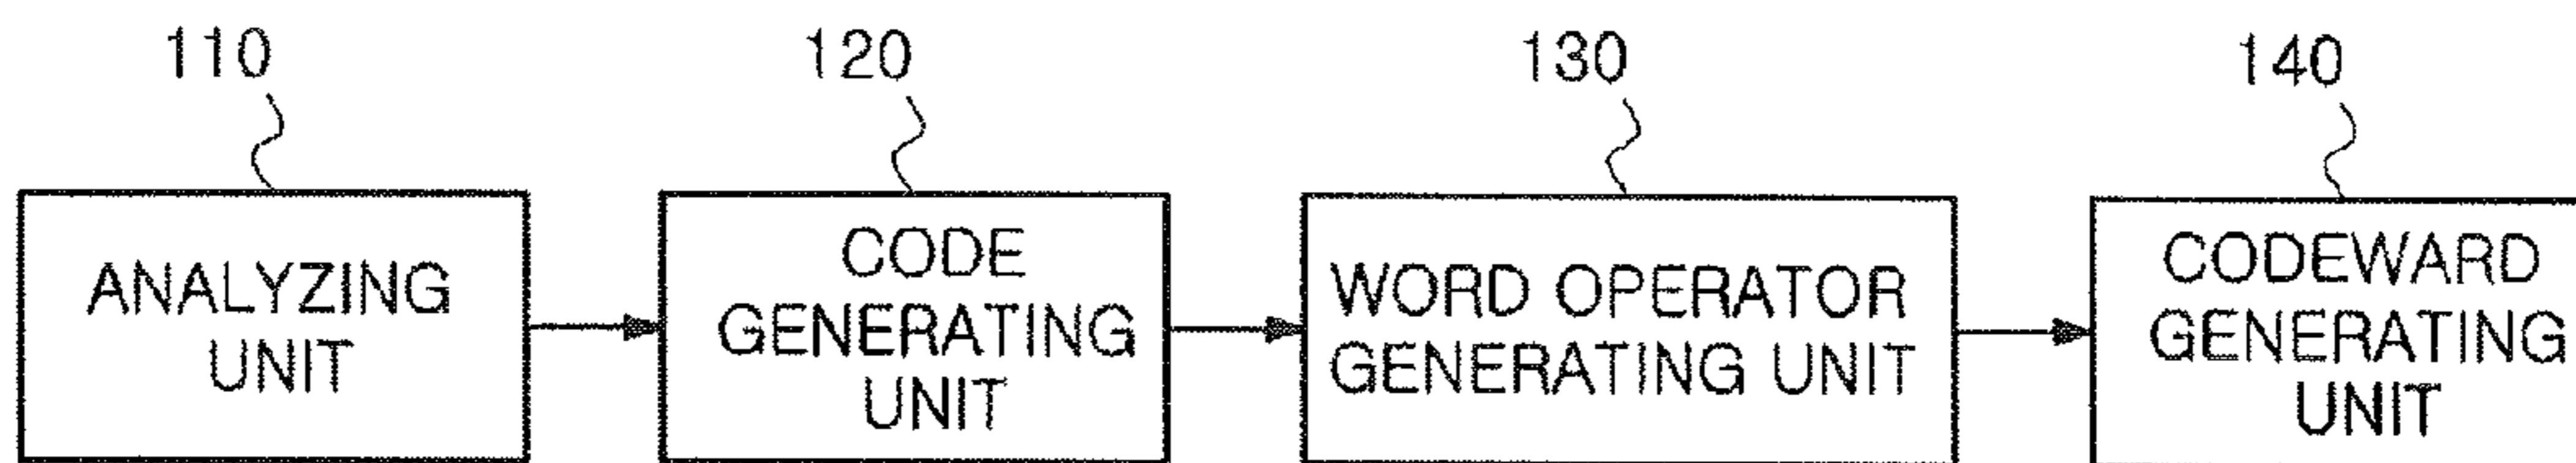 110
120
130
140
ANALYZING
UNIT
CODE
GENERATING
UNIT
WORD OPERATOR
GENERATING UNIT
CODEWARD
GENERATING
UNIT